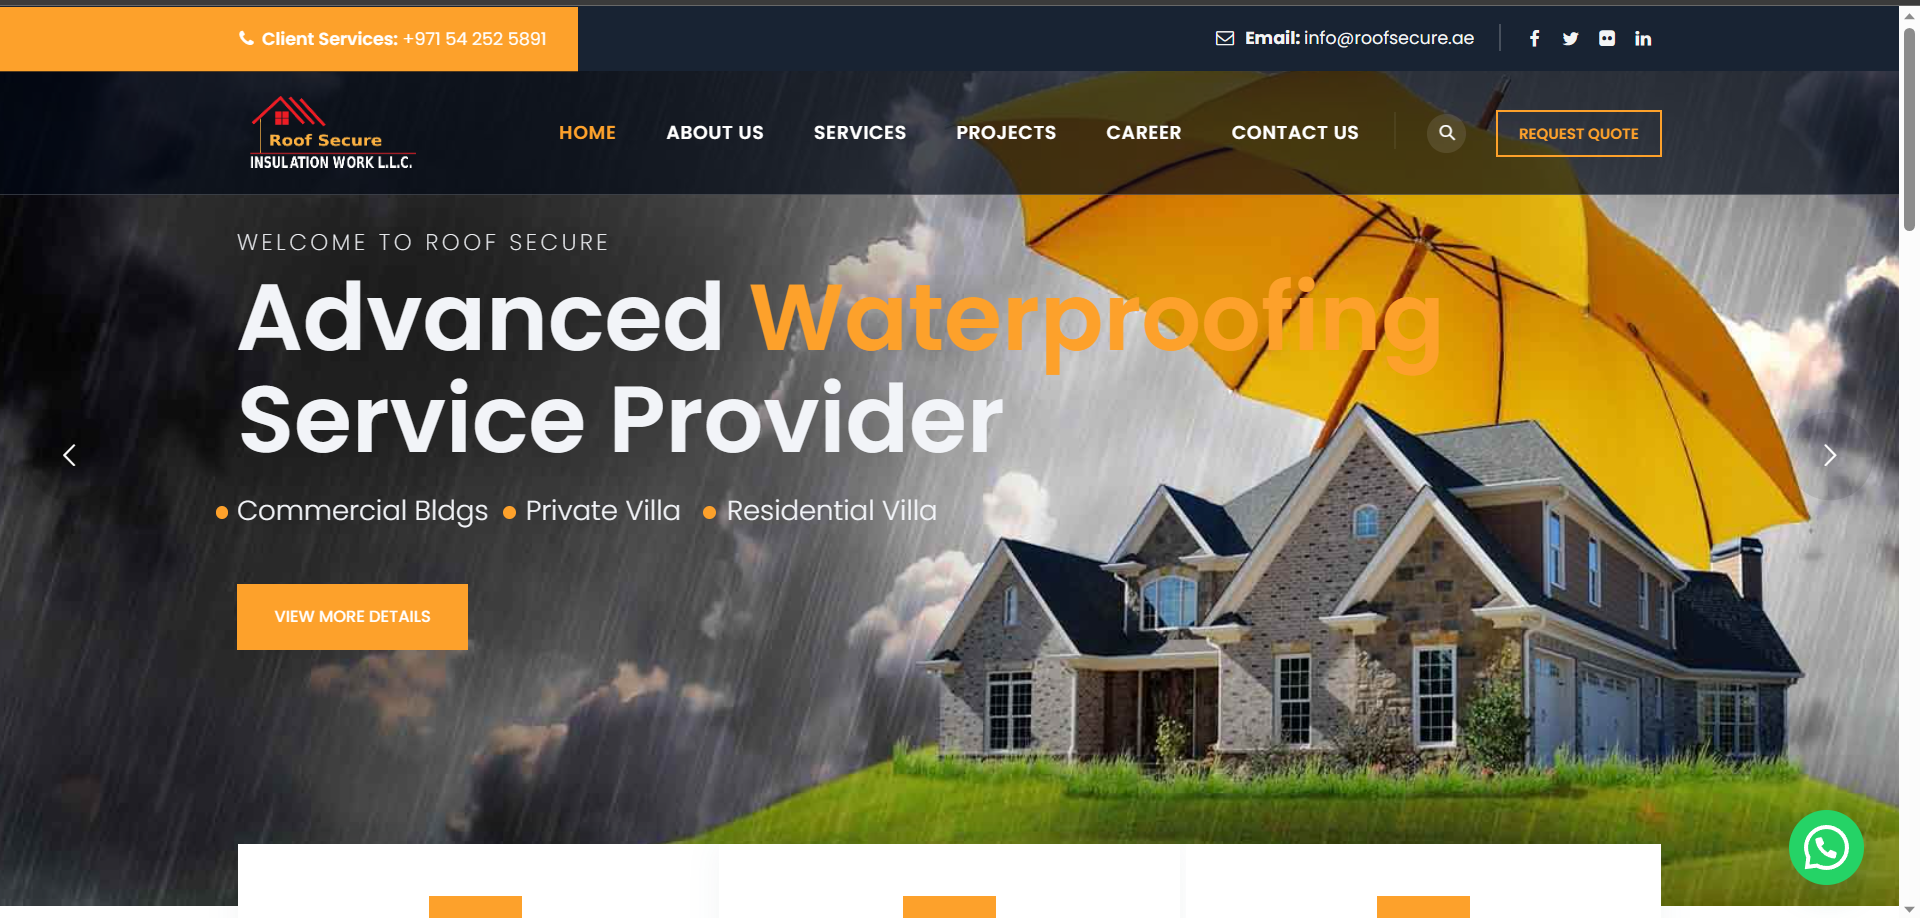 Client Services: +971 54 252 5891
Email: info@roofsecure.ae
Roof Secure
INSULATION WORK L.L.C.
HOME ABOUT US SERVICES PROJECTS CAREER CONTACT US
REQUEST QUOTE
WELCOME TO ROOF SECURE
Advanced Waterproofing
Service Provider
Commercial Bldgs Private Villa Residential Villa
VIEW MORE DETAILS